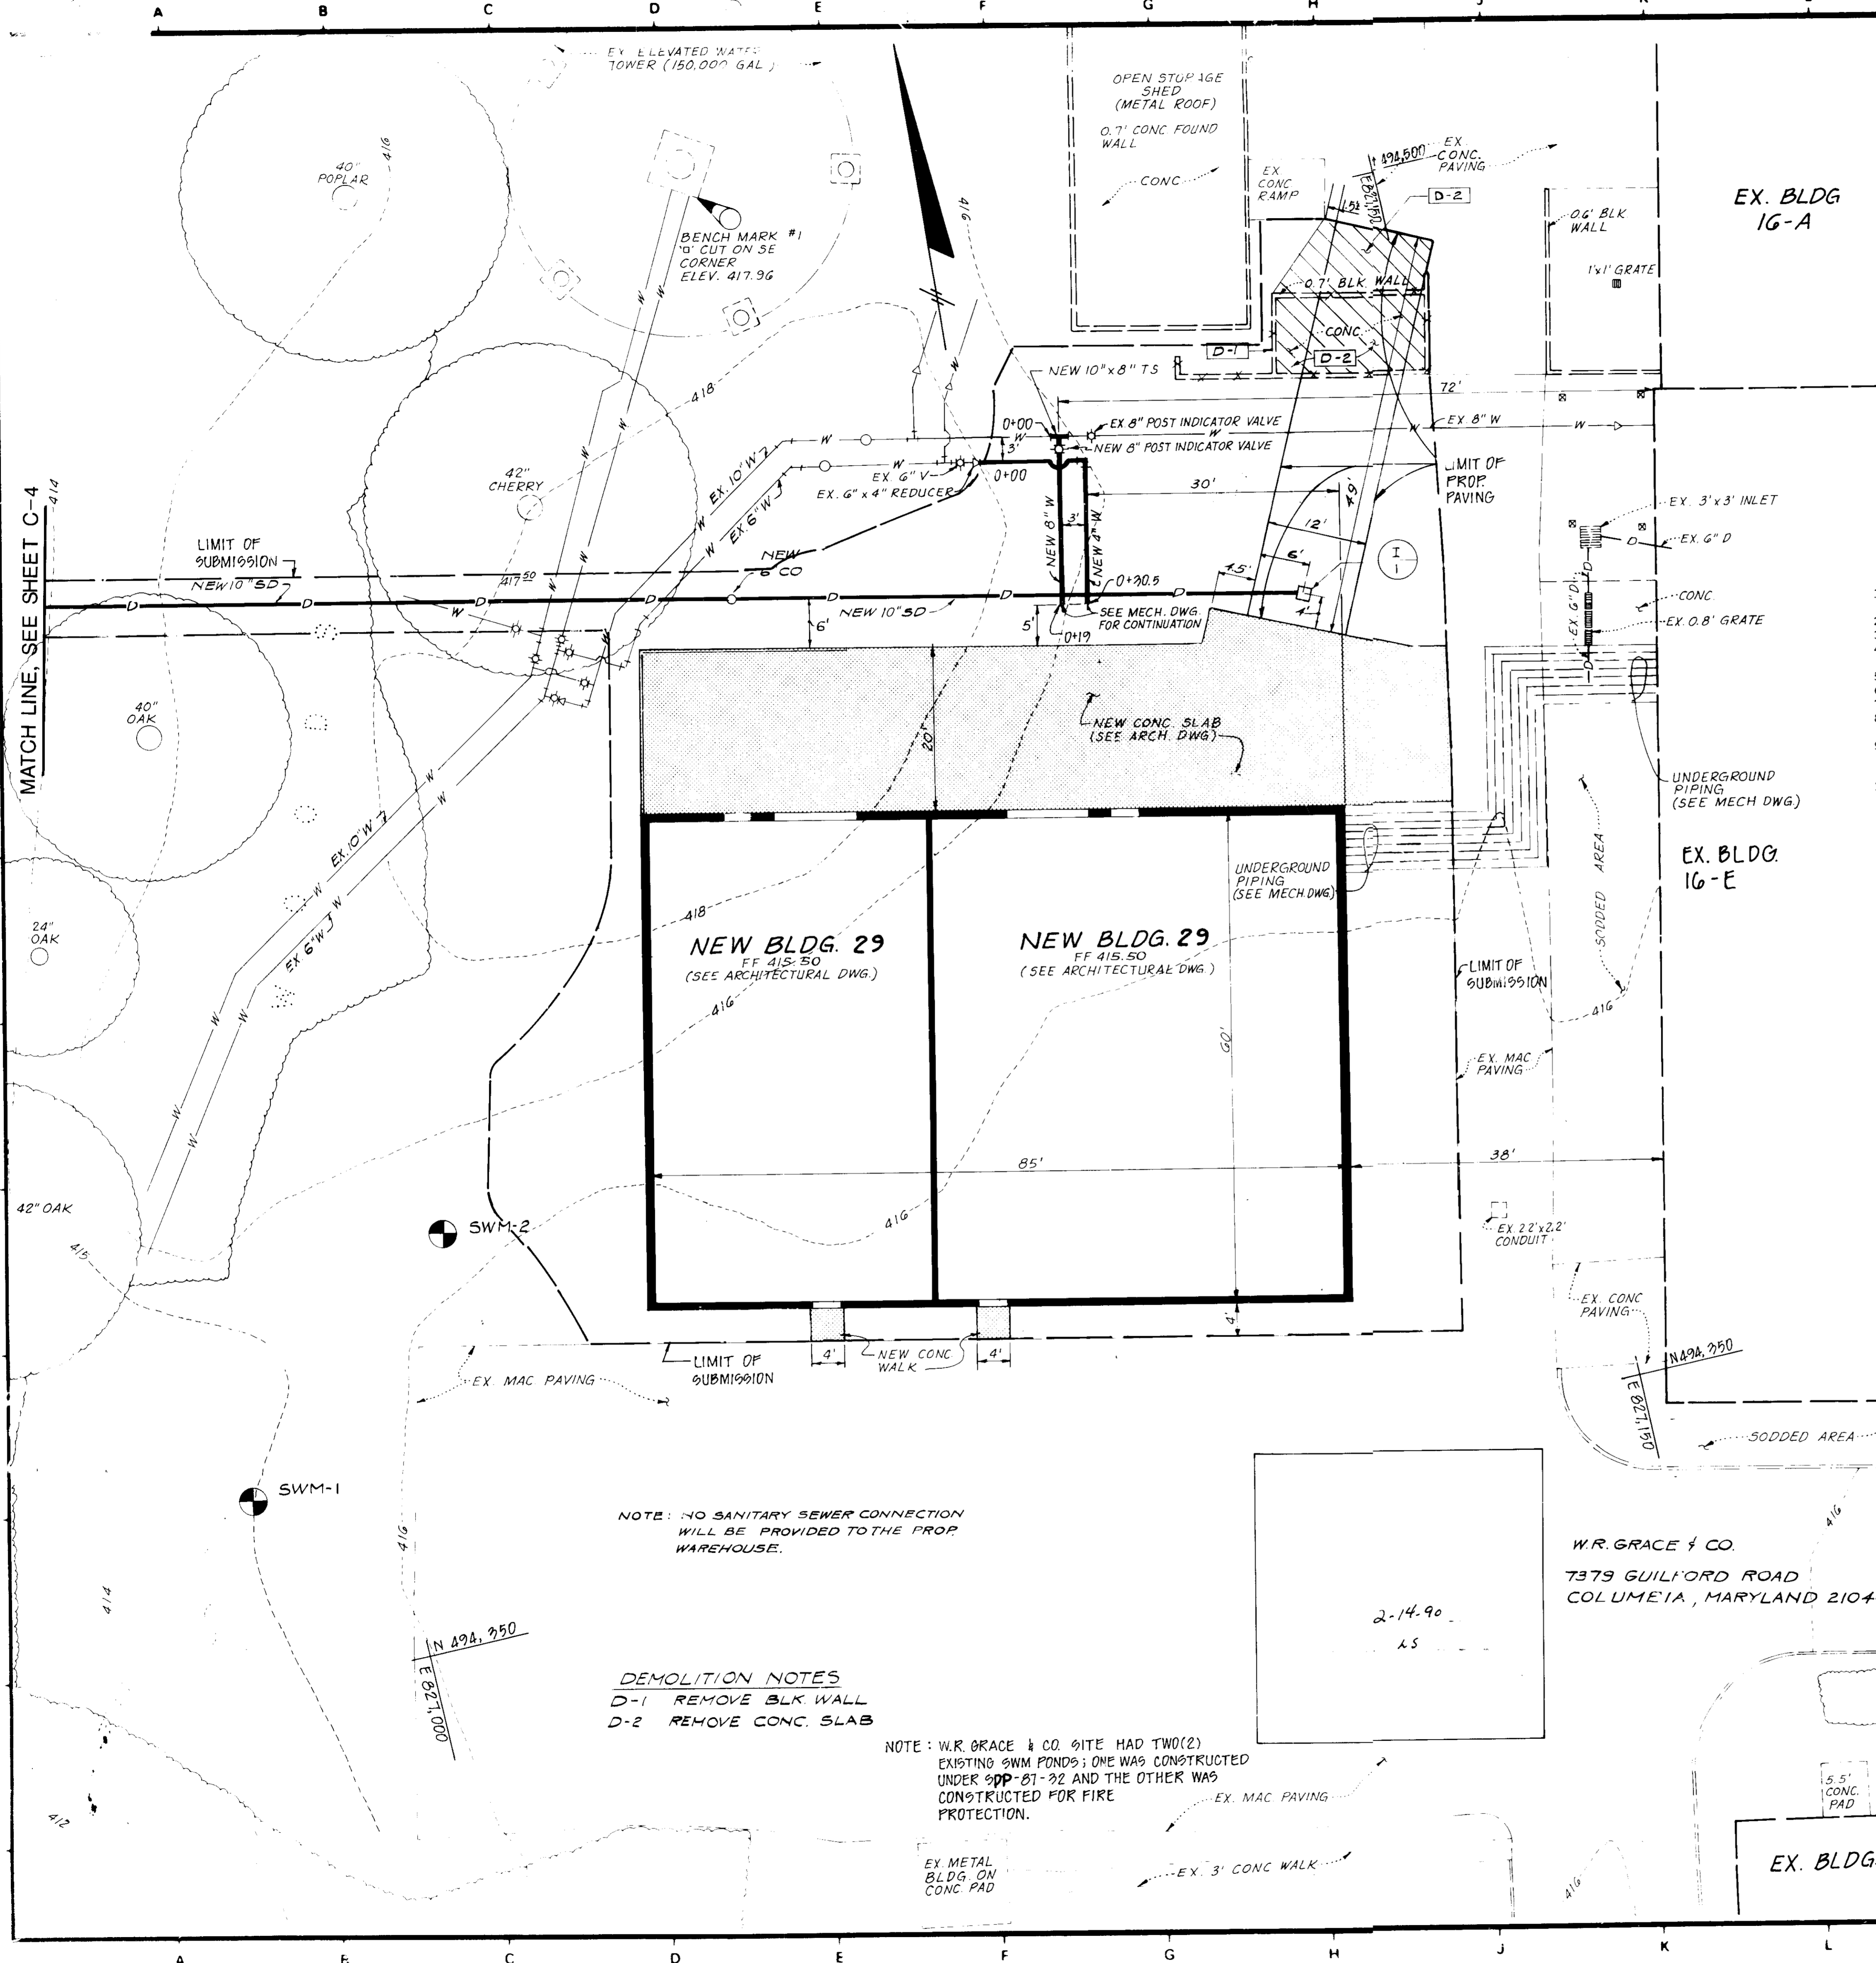 A B C D E F G H J K
EX. ELEVATED WATER
TOWER (150,000 GAL.)
40"
POPLAR
416
BENCH MARK #1
CUT ON SE
CORNER
ELEV. 417.96
416
OPEN STORAGE
SHED
(METAL ROOF)
0.7' CONC FOUND
WALL
CONC
EX
CONC
RAMP
494,500
E 827,150
EX
CONC.
PAVING
D-2
0.6' BLK
WALL
1'x1' GRATE
EX. BLDG
16-A
0.7' BLK. WALL
CONC.
D-1
D-2
NEW 10"x8" TS
72'
0+00
EX 8" POST INDICATOR VALVE
W
NEW 8" POST INDICATOR VALVE
EX. 8" W
W
W
3'
418
42"
CHERRY
EX. 10" W
EX. 6" W
EX. 6" V
EX. 6" x 4" REDUCER
0+00
30'
49'
LIMIT OF
PROP.
PAVING
12'
6'
4.5'
4'
I
1
EX. 3'x3' INLET
EX. 6" D
CONC.
EX. 6" D
EX. 0.8' GRATE
MATCH LINE, SEE SHEET C-4
414
LIMIT OF
SUBMISSION
NEW 10" SD
417.50
NEW
6" CO
NEW 10" SD
D D D D D D
NEW 8" W
3'
NEW 4" W
0+30.5
SEE MECH. DWG.
FOR CONTINUATION
0+19
6'
5'
40"
OAK
20'
NEW CONC. SLAB
(SEE ARCH. DWG)
UNDERGROUND
PIPING
(SEE MECH DWG.)
EX. 10" W
EX 6" W
24"
OAK
UNDERGROUND
PIPING
(SEE MECH. DWG)
SODDED AREA
EX. BLDG.
16-E
418
NEW BLDG. 29
FF 415.50
(SEE ARCHITECTURAL DWG.)
NEW BLDG. 29
FF 415.50
(SEE ARCHITECTURAL DWG.)
LIMIT OF
SUBMISSION
416
416
60'
EX. MAC
PAVING
85'
38'
42" OAK
415
SWM-2
416
EX. 2.2'x2.2'
CONDUIT
EX. CONC
PAVING
4'
4'
NEW CONC.
WALK
4'
LIMIT OF
SUBMISSION
EX. MAC PAVING
N 494,350
E 827,150
SODDED AREA
SWM-1
416
414
412
NOTE: NO SANITARY SEWER CONNECTION
WILL BE PROVIDED TO THE PROP.
WAREHOUSE.
416
W.R. GRACE & CO.
7379 GUILFORD ROAD
COLUMBIA, MARYLAND 2104
2-14-90
LS
N 494,350
E 827,000
DEMOLITION NOTES
D-1 REMOVE BLK. WALL
D-2 REMOVE CONC. SLAB
NOTE: W.R. GRACE & CO. SITE HAD TWO(2)
EXISTING SWM PONDS; ONE WAS CONSTRUCTED
UNDER SDP-87-32 AND THE OTHER WAS
CONSTRUCTED FOR FIRE
PROTECTION.
EX. MAC PAVING
EX. METAL
BLDG. ON
CONC. PAD
EX. 3' CONC WALK
416
5.5'
CONC.
PAD
EX. BLDG.
A B C D E F G H J K L